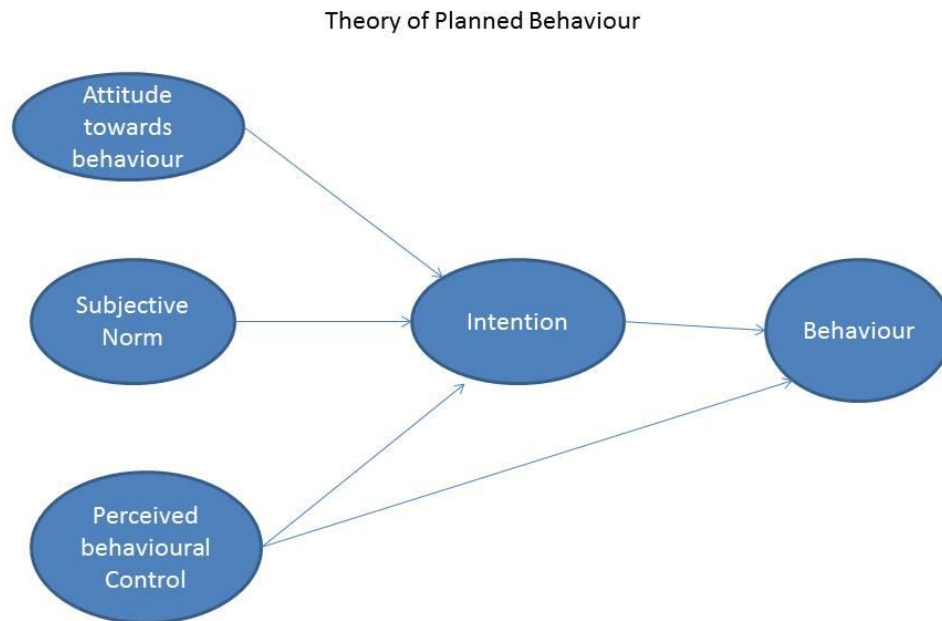 Theory of Planned Behaviour
Attitude
towards
behaviour
Subjective
Norm
Intention
Behaviour
Perceived
behavioural
Control